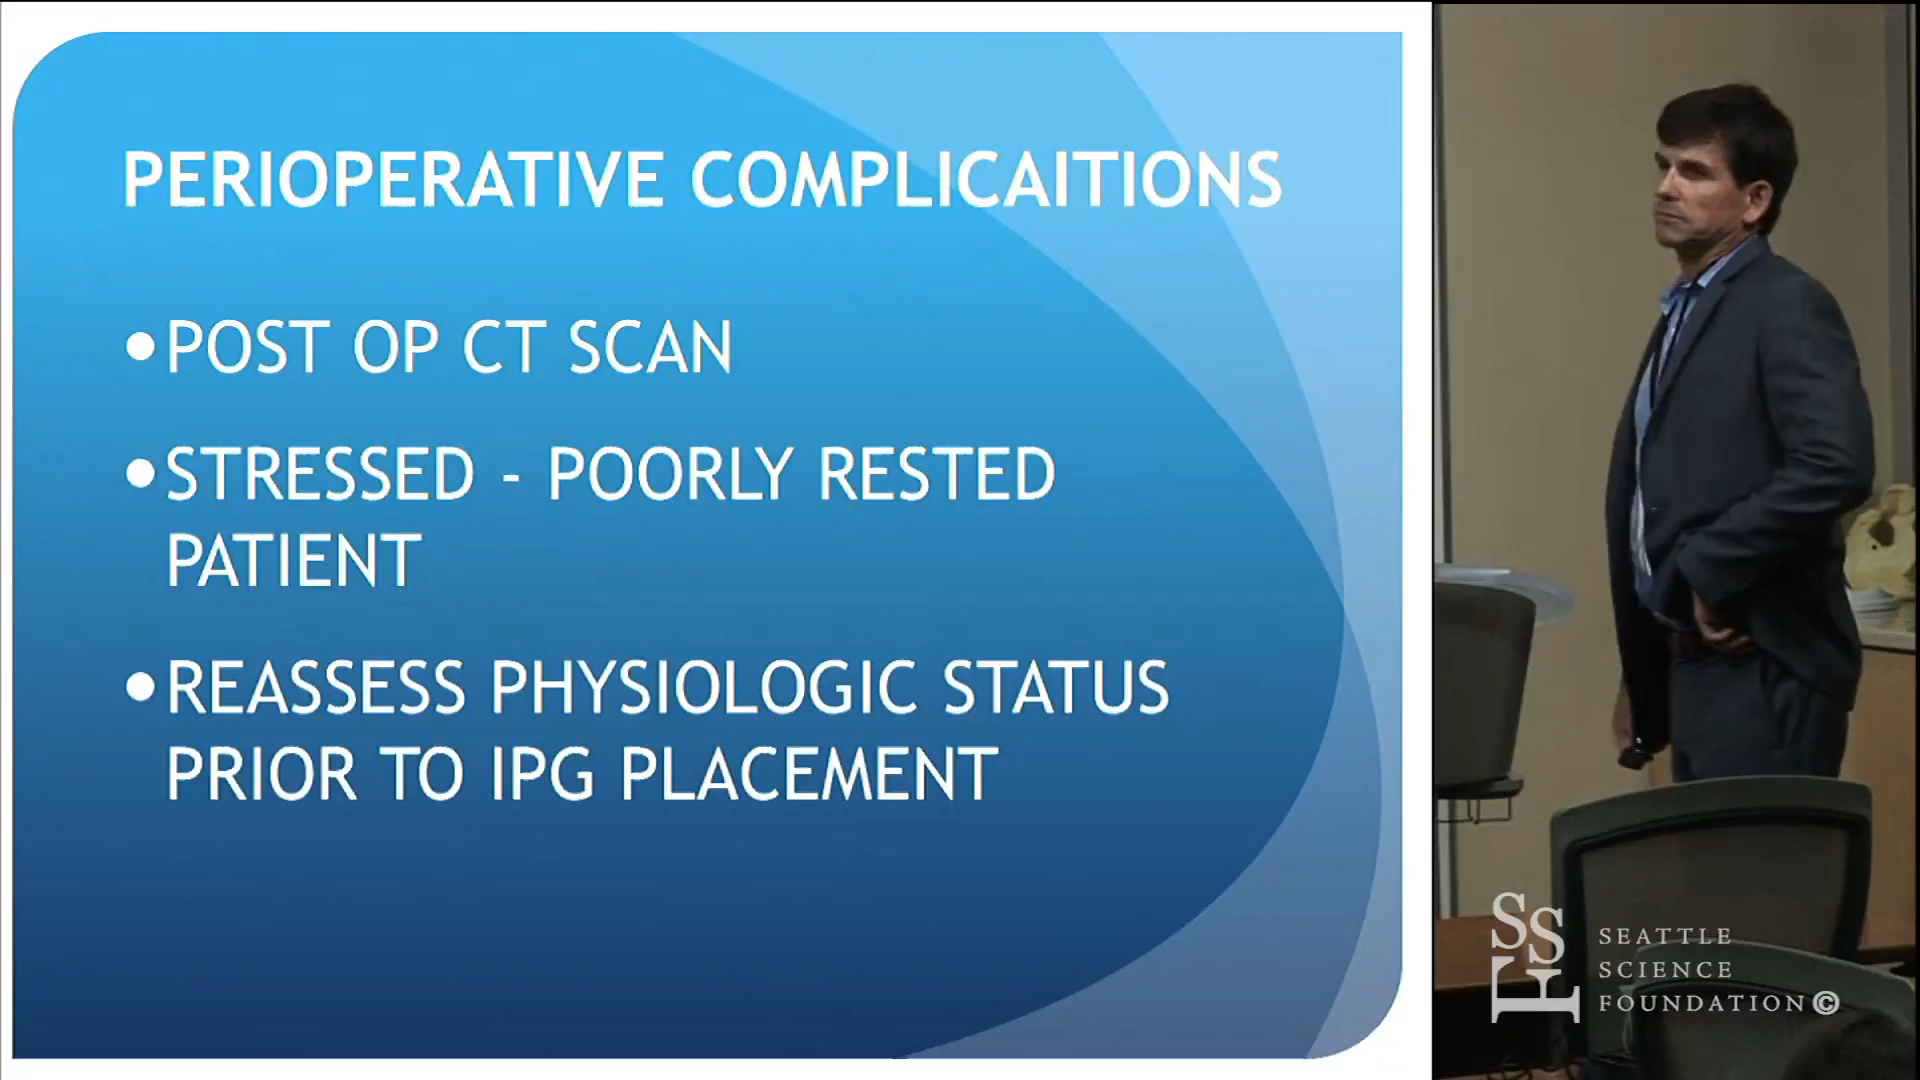 PERIOPERATIVE COMPLICAITIONS
•POST OP CT SCAN
•STRESSED - POORLY RESTED
PATIENT
•REASSESS PHYSIOLOGIC STATUS
PRIOR TO IPG PLACEMENT
SSF
SEATTLE
SCIENCE
FOUNDATION©